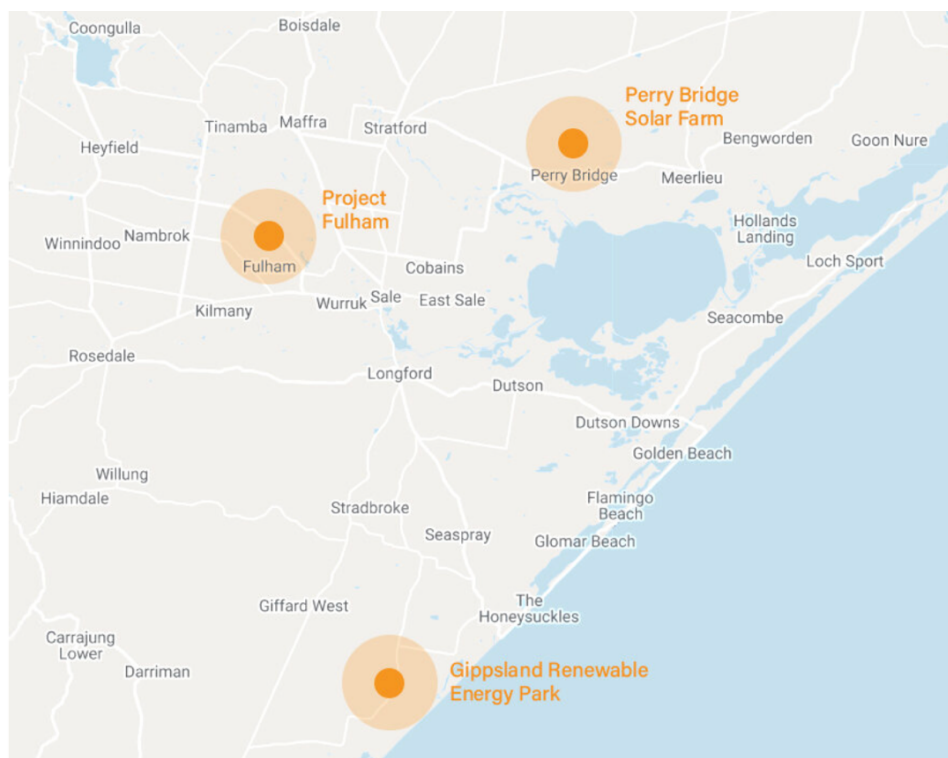 Coongulla
Boisdale
Perry Bridge
Solar Farm
Tinamba
Maffra
Stratford
Bengworden
Goon Nure
Heyfield
Perry Bridge
Meerlieu
Project
Fulham
Hollands
Landing
Winnindoo
Nambrok
Fulham
Cobains
Loch Sport
Kilmany
Wurruk
Sale
East Sale
Seacombe
Rosedale
Longford
Dutson
Dutson Downs
Golden Beach
Willung
Hiamdale
Stradbroke
Flamingo
Beach
Seaspray
Glomar Beach
Giffard West
The
Honeysuckles
Carrajung
Lower
Darriman
Gippsland Renewable
Energy Park